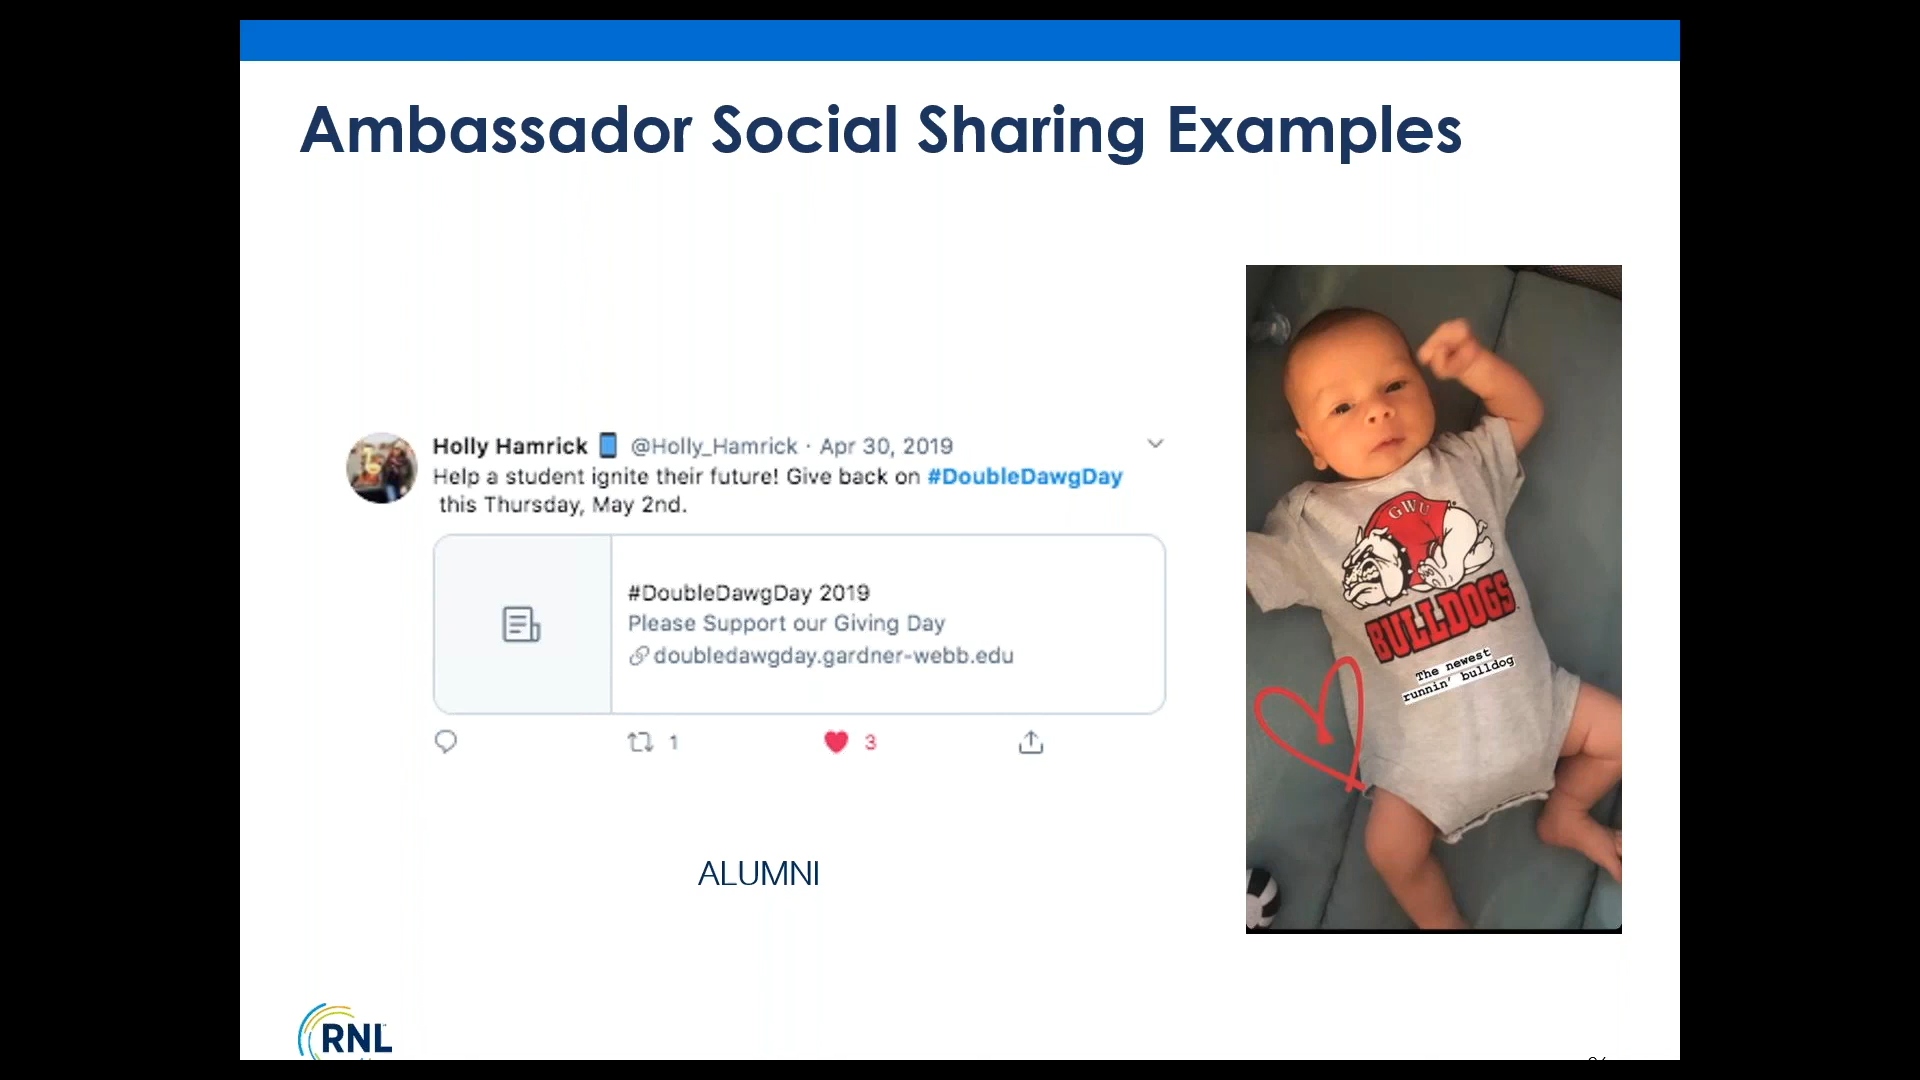 Ambassador Social Sharing Examples
Holly Hamrick @Holly_Hamrick · Apr 30, 2019
Help a student ignite their future! Give back on #DoubleDawgDay
this Thursday, May 2nd.
#DoubleDawgDay 2019
Please Support our Giving Day
doubledawgday.gardner-webb.edu
1
3
GWU
BULLDOGS
The newest
runnin' bulldog
ALUMNI
RNL